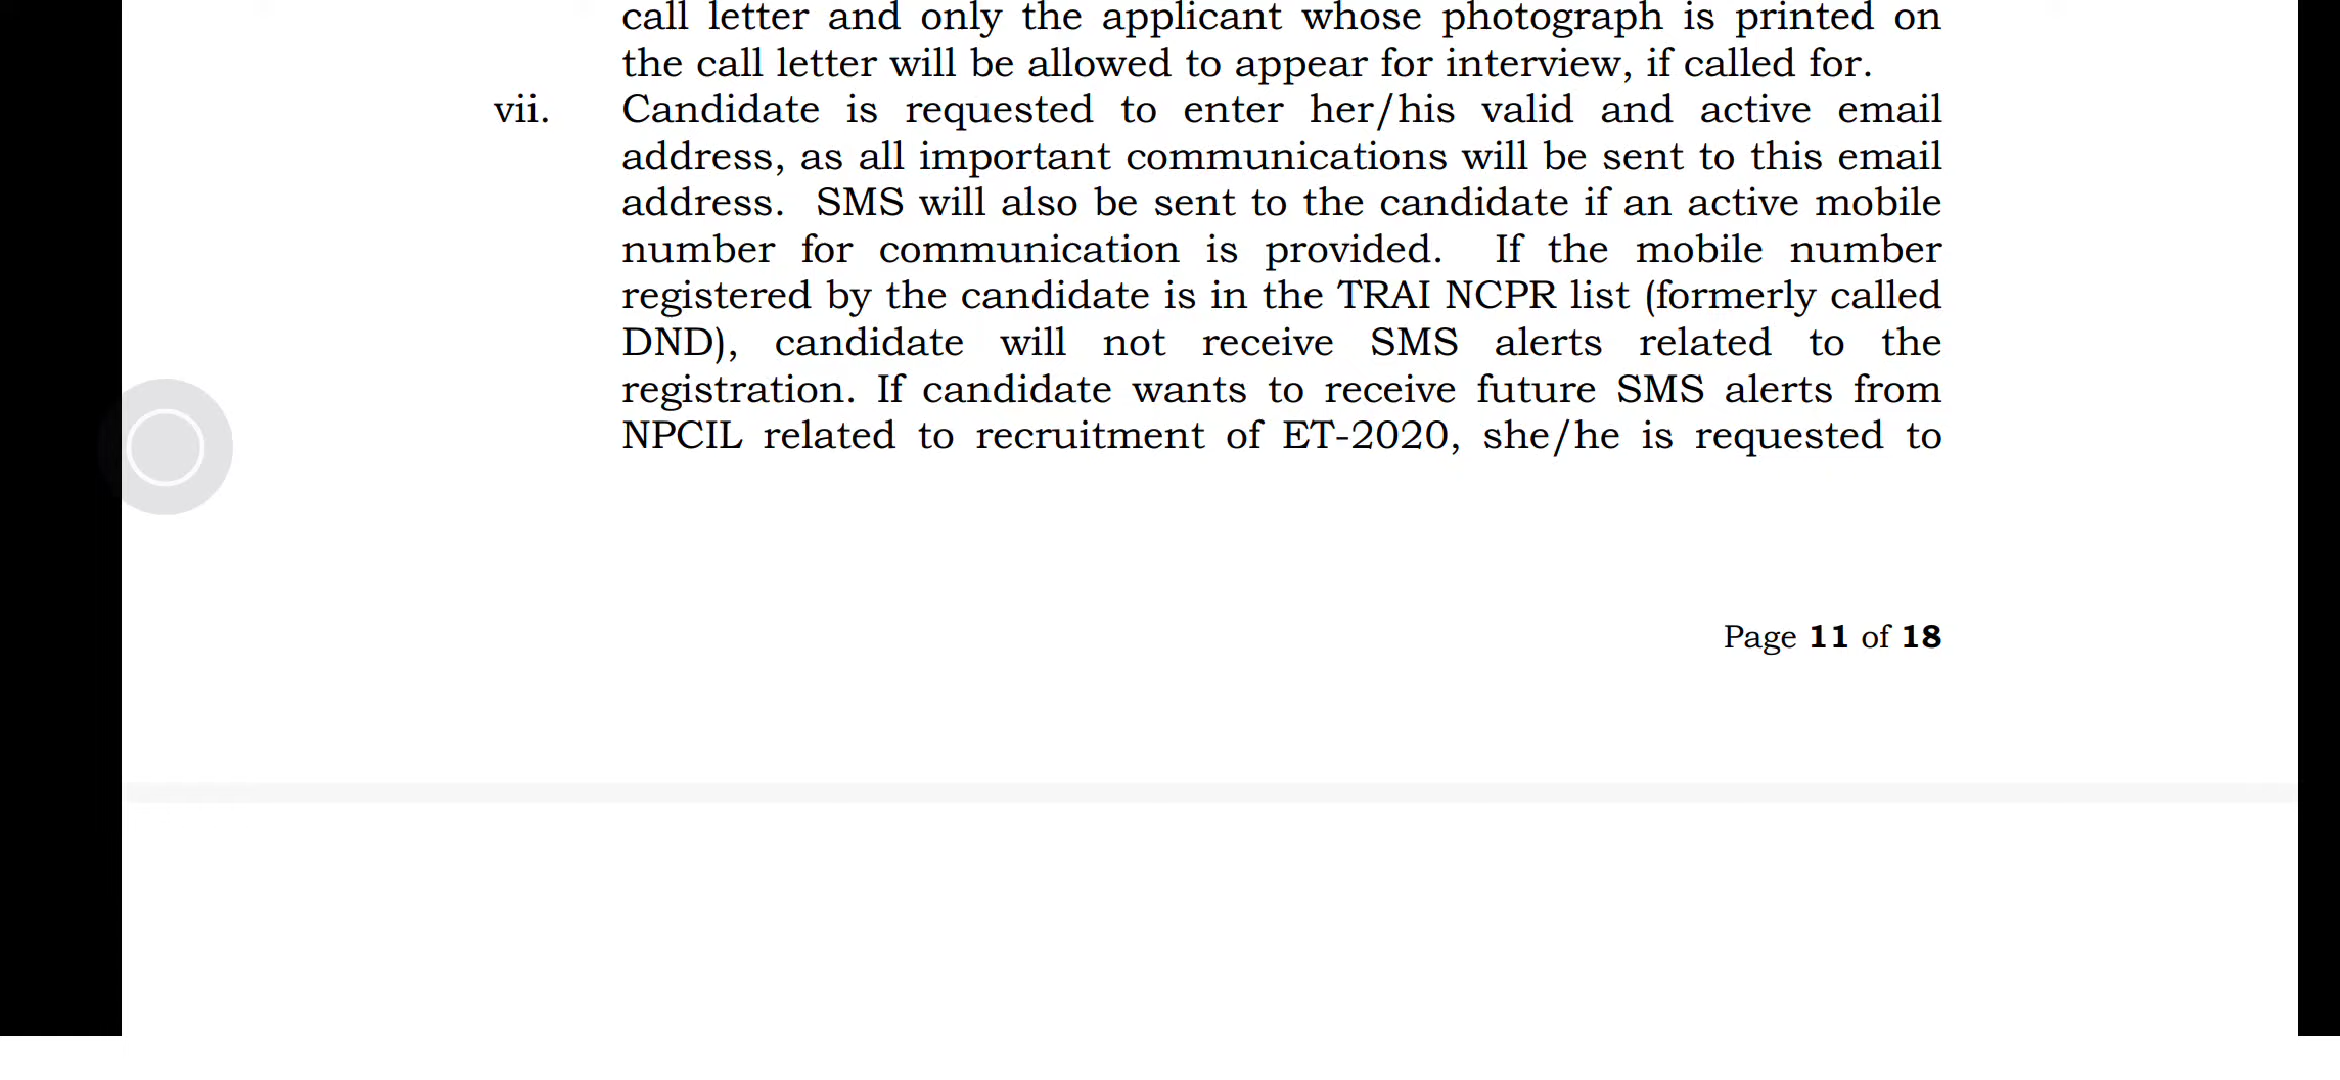 call letter and only the applicant whose photograph is printed on
the call letter will be allowed to appear for interview, if called for.
vii. Candidate is requested to enter her/his valid and active email
address, as all important communications will be sent to this email
address. SMS will also be sent to the candidate if an active mobile
number for communication is provided. If the mobile number
registered by the candidate is in the TRAI NCPR list (formerly called
DND), candidate will not receive SMS alerts related to the
registration. If candidate wants to receive future SMS alerts from
NPCIL related to recruitment of ET-2020, she/he is requested to
Page 11 of 18